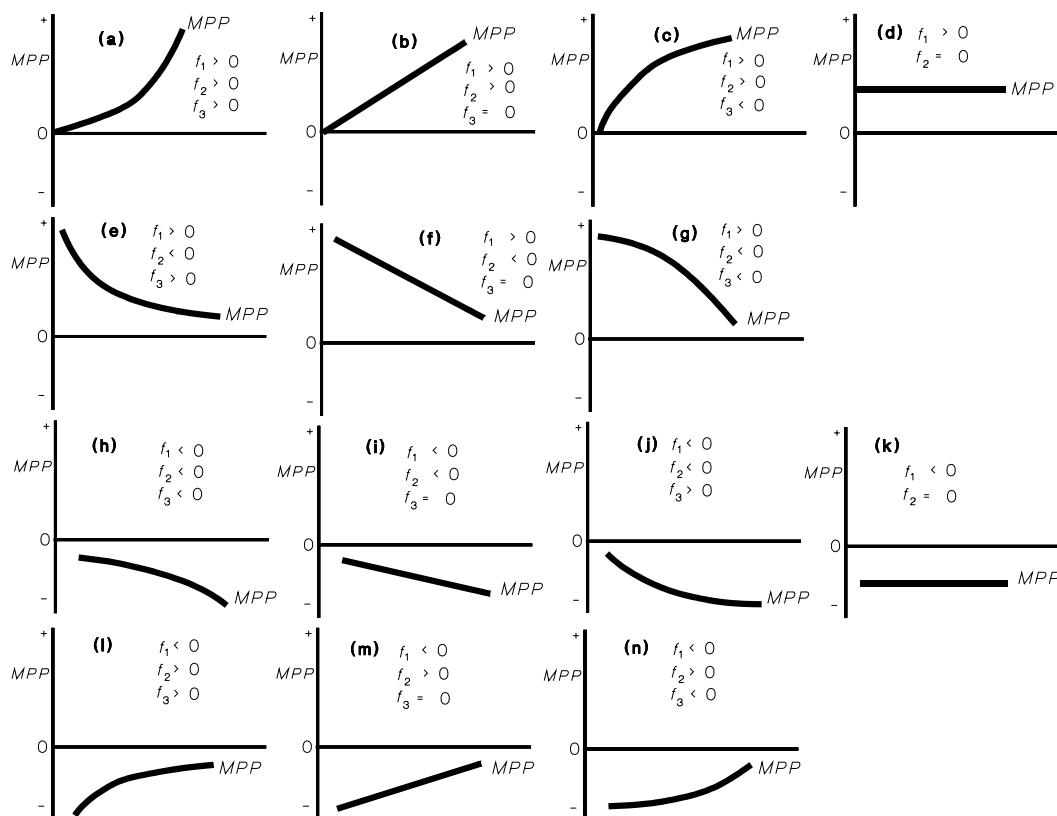 +
MPP
0
–
(a)
MPP
f1 > 0
f2 > 0
f3 > 0
+
MPP
0
–
(b)
MPP
f1 > 0
f2 > 0
f3 = 0
+
MPP
0
–
(c)
MPP
f1 > 0
f2 > 0
f3 < 0
+
MPP
0
–
(d)
f1 > 0
f2 = 0
MPP
+
MPP
0
–
(e)
f1 > 0
f2 < 0
f3 > 0
MPP
+
MPP
0
–
(f)
f1 > 0
f2 < 0
f3 = 0
MPP
+
MPP
0
–
(g)
f1 > 0
f2 < 0
f3 < 0
MPP
+
MPP
0
–
(h)
f1 < 0
f2 < 0
f3 < 0
MPP
+
MPP
0
–
(i)
f1 < 0
f2 < 0
f3 = 0
MPP
+
MPP
0
–
(j)
f1 < 0
f2 < 0
f3 > 0
MPP
+
MPP
0
–
(k)
f1 < 0
f2 = 0
MPP
+
MPP
0
–
(l)
f1 < 0
f2 > 0
f3 > 0
MPP
+
MPP
0
–
(m)
f1 < 0
f2 > 0
f3 = 0
MPP
+
MPP
0
–
(n)
f1 < 0
f2 > 0
f3 < 0
MPP